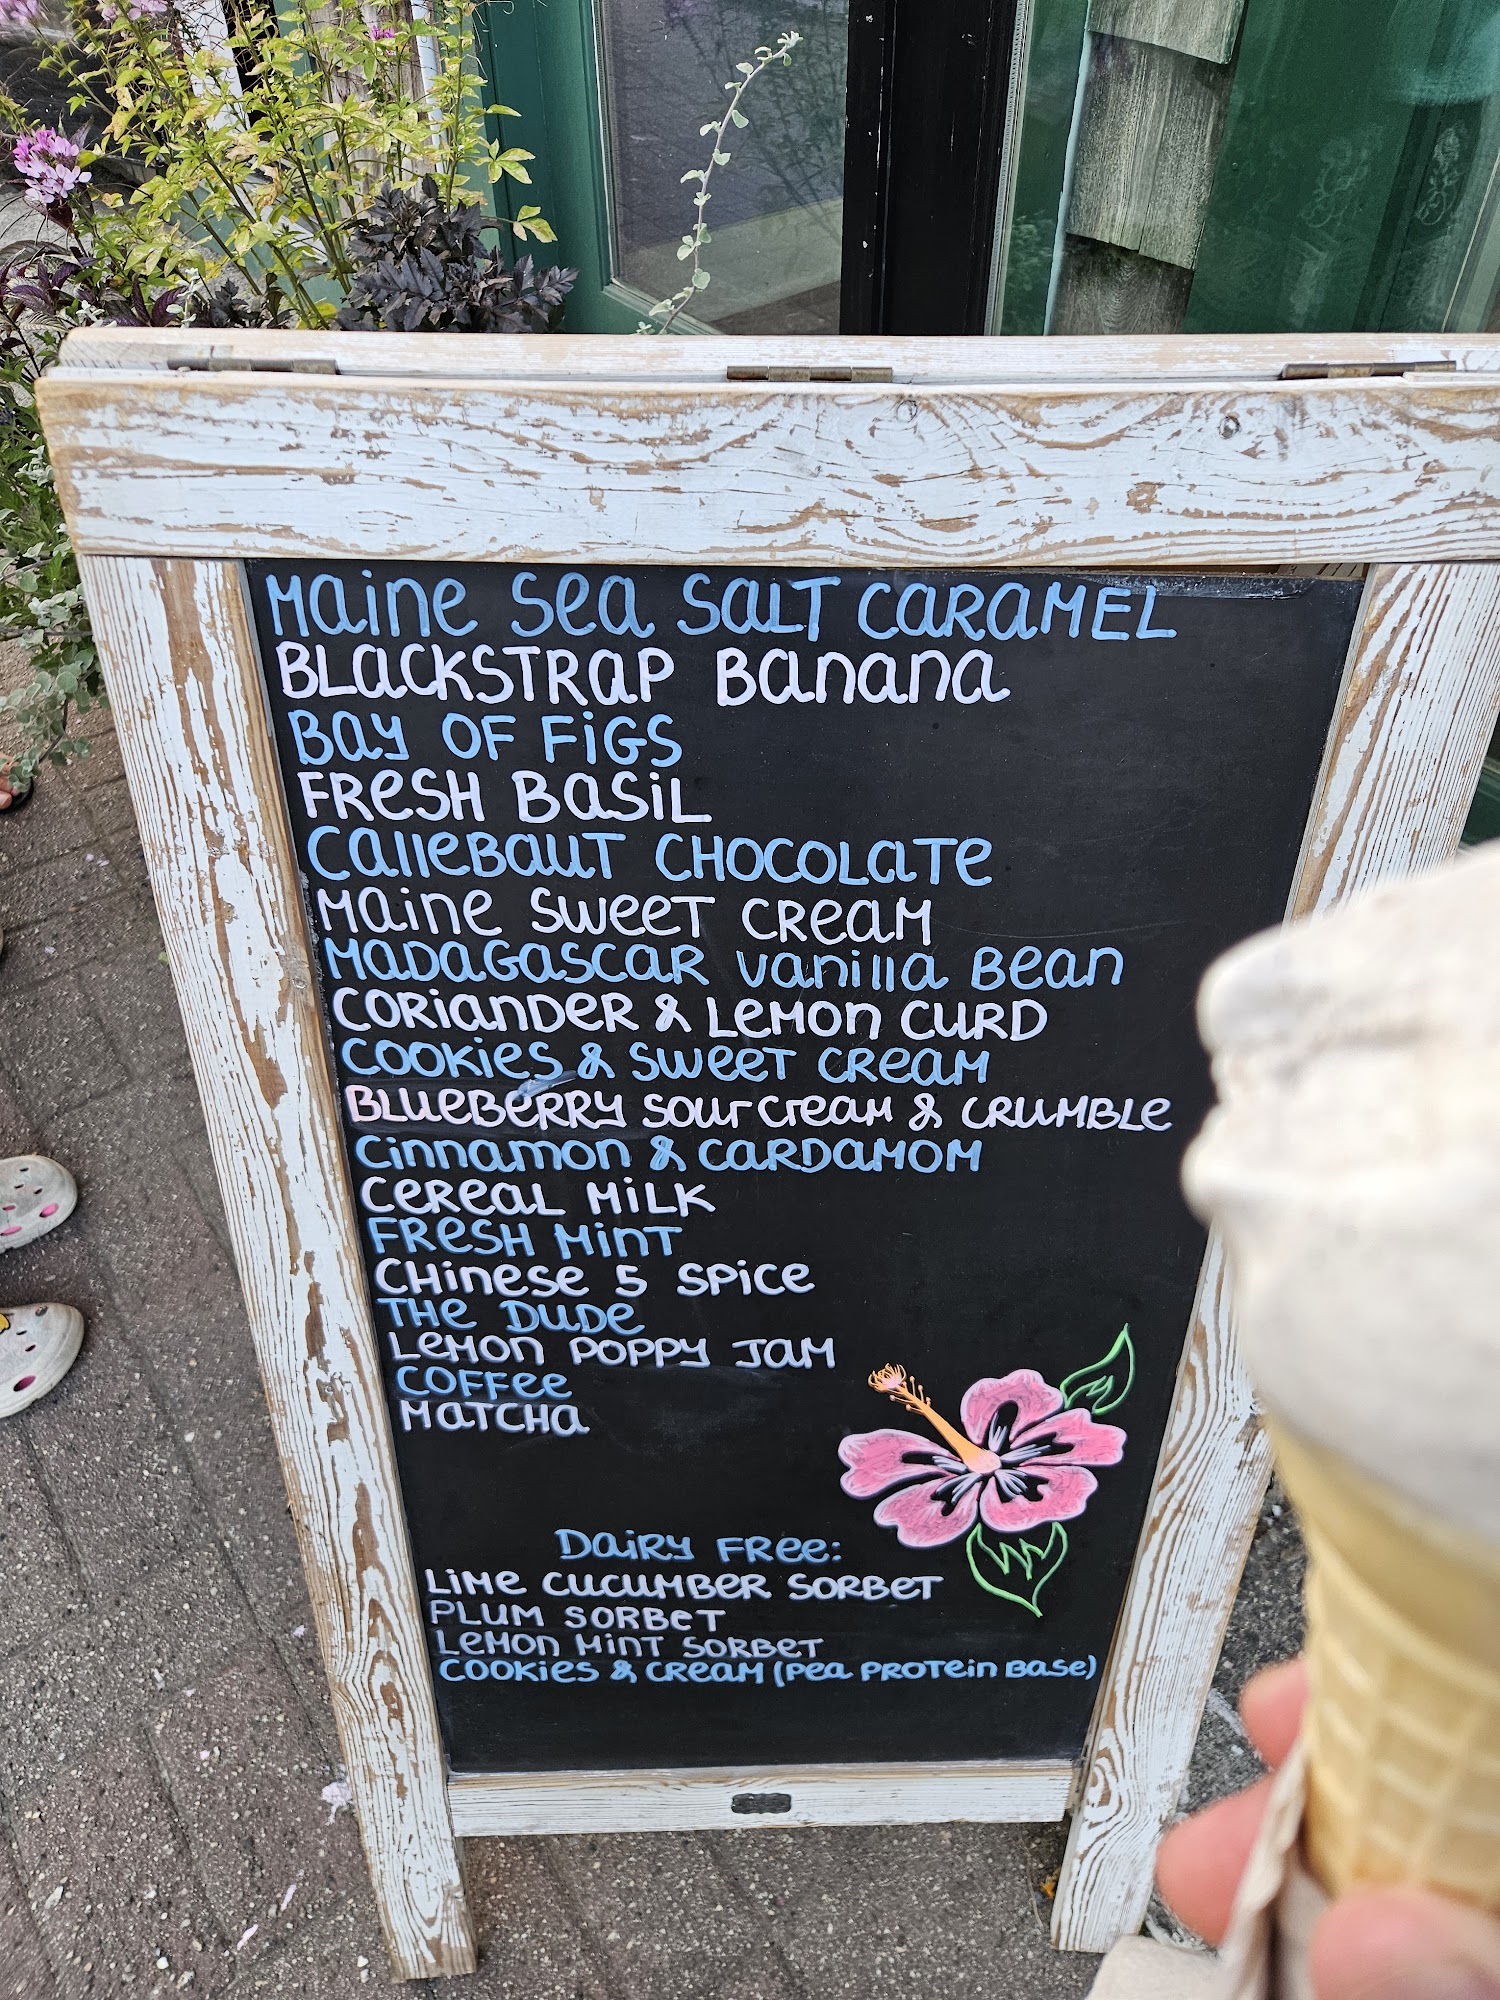 Maine Sea Salt Caramel
Blackstrap Banana
Bay of Figs
Fresh Basil
Callebaut Chocolate
Maine Sweet Cream
Madagascar Vanilla Bean
Coriander & Lemon Curd
Cookies & Sweet Cream
Blueberry Sour Cream & Crumble
Cinnamon & Cardamom
Cereal Milk
Fresh Mint
Chinese 5 Spice
The Dude
Lemon Poppy Jam
Coffee
Matcha
Dairy Free:
Lime Cucumber Sorbet
Plum Sorbet
Lemon Mint Sorbet
Cookies & Cream (Pea Protein Base)